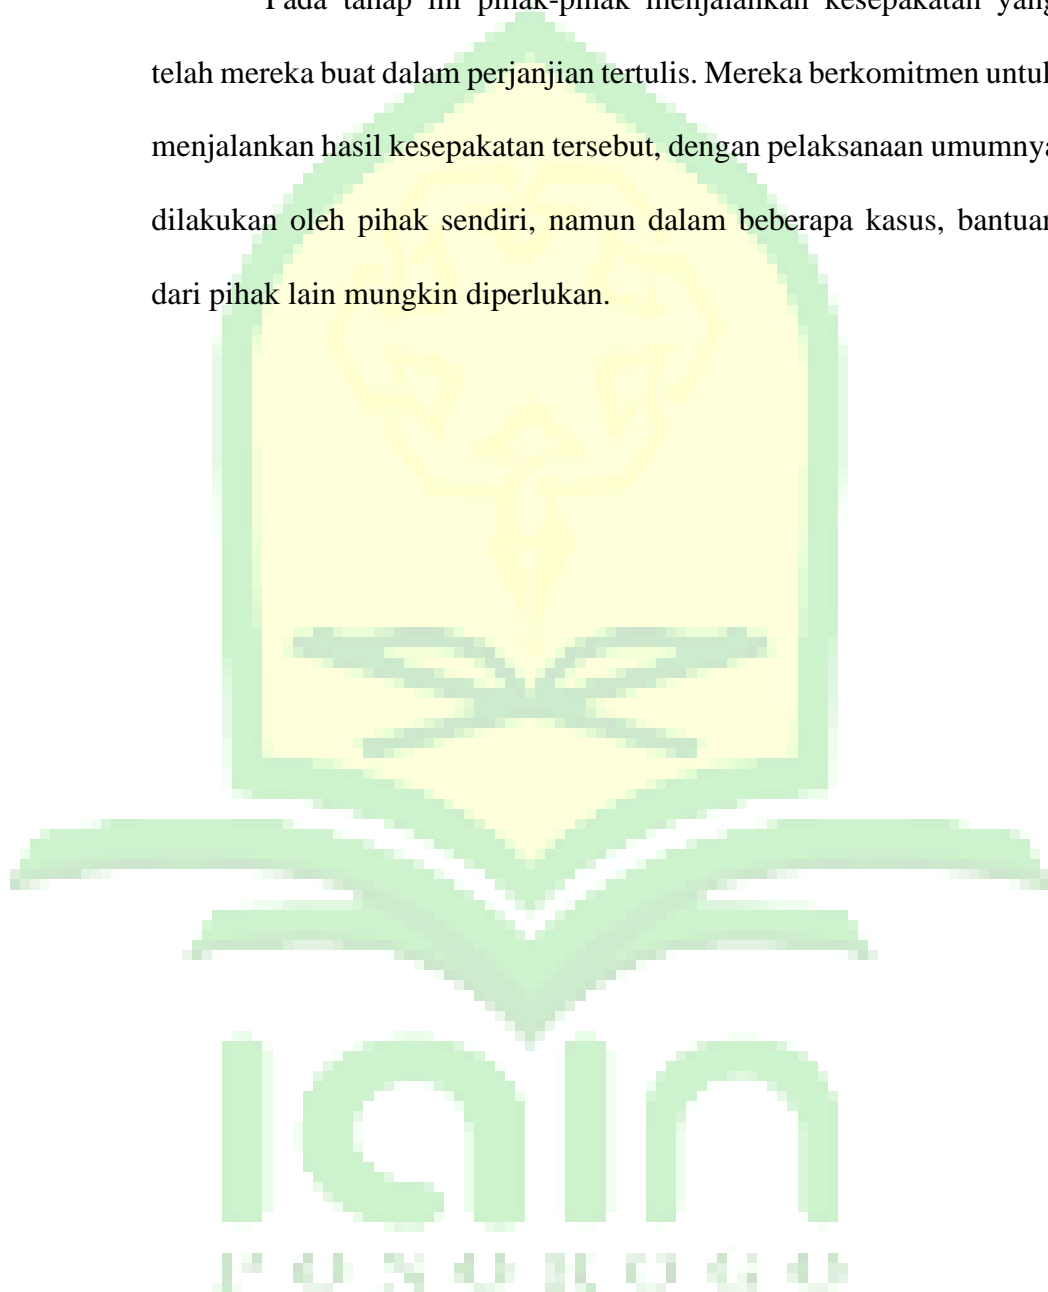 Pada tahap ini pihak-pihak menjalankan kesepakatan yang
telah mereka buat dalam perjanjian tertulis. Mereka berkomitmen untuk
menjalankan hasil kesepakatan tersebut, dengan pelaksanaan umumnya
dilakukan oleh pihak sendiri, namun dalam beberapa kasus, bantuan
dari pihak lain mungkin diperlukan.
iain
PONOROGO